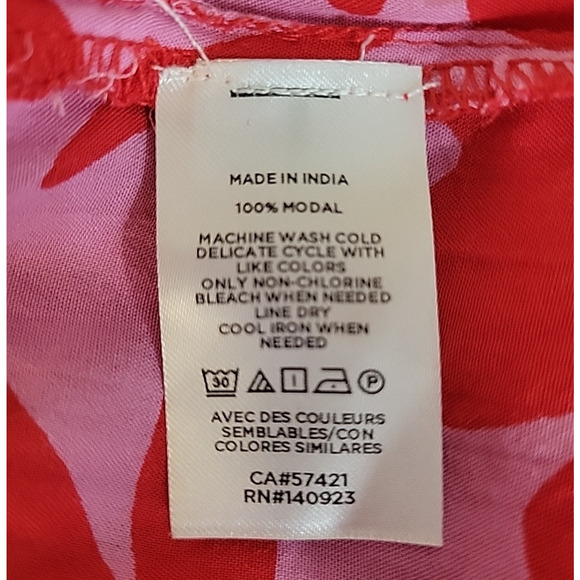 MADE IN INDIA
100% MODAL
MACHINE WASH COLD
DELICATE CYCLE WITH
LIKE COLORS
ONLY NON-CHLORINE
BLEACH WHEN NEEDED
LINE DRY
COOL IRON WHEN
NEEDED
30 P
AVEC DES COULEURS
SEMBLABLES/CON
COLORES SIMILARES
CA#57421
RN#140923